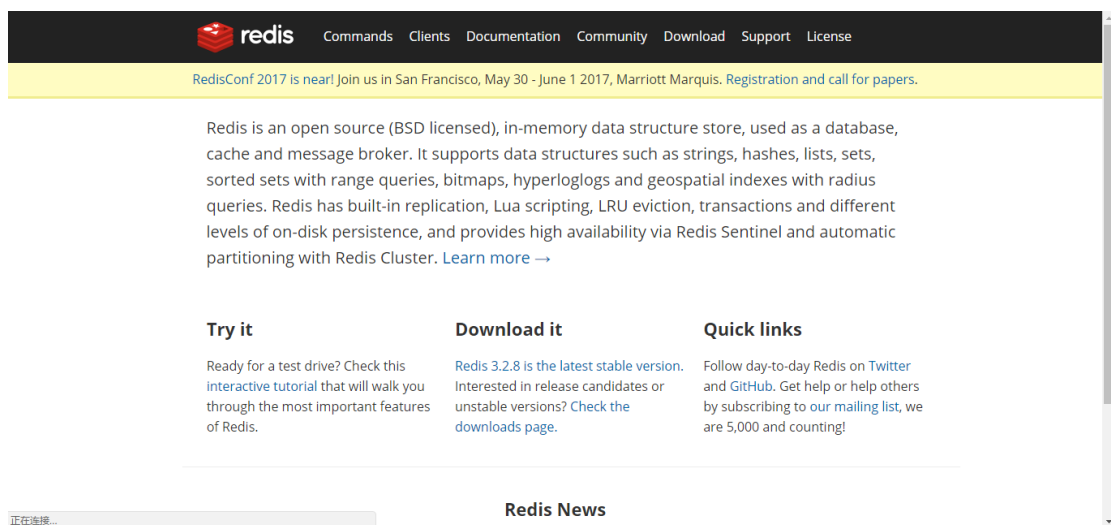 redis Commands Clients Documentation Community Download Support License
RedisConf 2017 is near! Join us in San Francisco, May 30 - June 1 2017, Marriott Marquis. Registration and call for papers.
Redis is an open source (BSD licensed), in-memory data structure store, used as a database,
cache and message broker. It supports data structures such as strings, hashes, lists, sets,
sorted sets with range queries, bitmaps, hyperloglogs and geospatial indexes with radius
queries. Redis has built-in replication, Lua scripting, LRU eviction, transactions and different
levels of on-disk persistence, and provides high availability via Redis Sentinel and automatic
partitioning with Redis Cluster. Learn more →
Try it
Ready for a test drive? Check this
interactive tutorial that will walk you
through the most important features
of Redis.
Download it
Redis 3.2.8 is the latest stable version.
Interested in release candidates or
unstable versions? Check the
downloads page.
Quick links
Follow day-to-day Redis on Twitter
and GitHub. Get help or help others
by subscribing to our mailing list, we
are 5,000 and counting!
Redis News
正在连接...